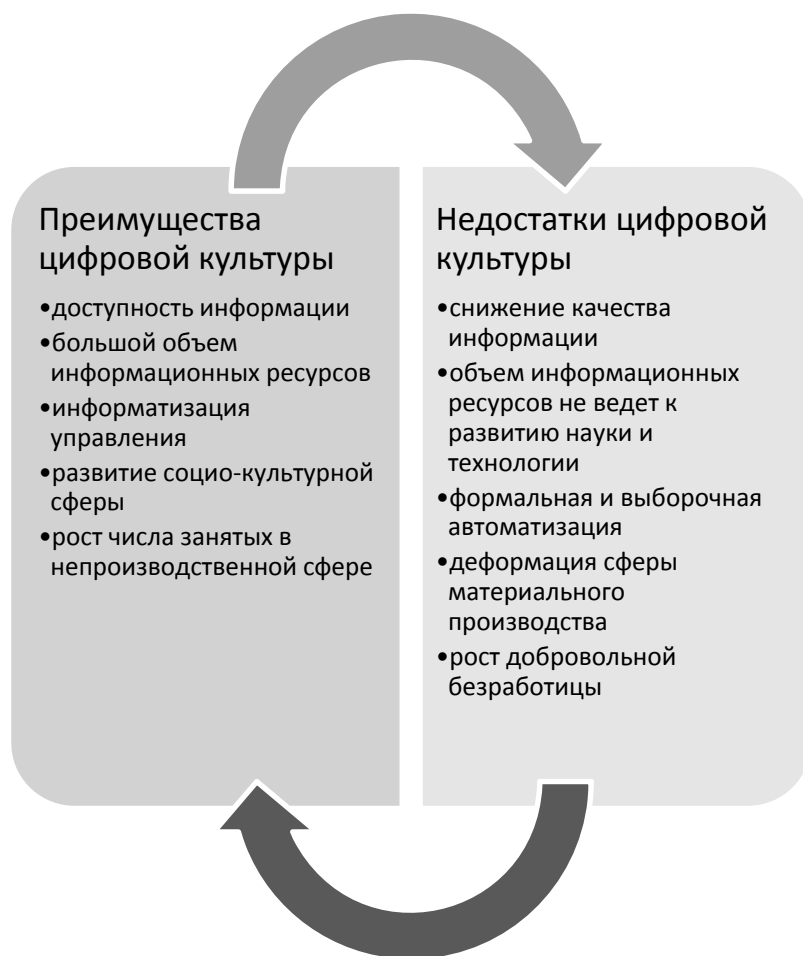 Преимущества
цифровой культуры
•доступность информации
•большой объем
информационных ресурсов
•информатизация
управления
•развитие социо-культурной
сферы
•рост числа занятых в
непроизводственной сфере
Недостатки цифровой
культуры
•снижение качества
информации
•объем информационных
ресурсов не ведет к
развитию науки и
технологии
•формальная и выборочная
автоматизация
•деформация сферы
материального
производства
•рост добровольной
безработицы